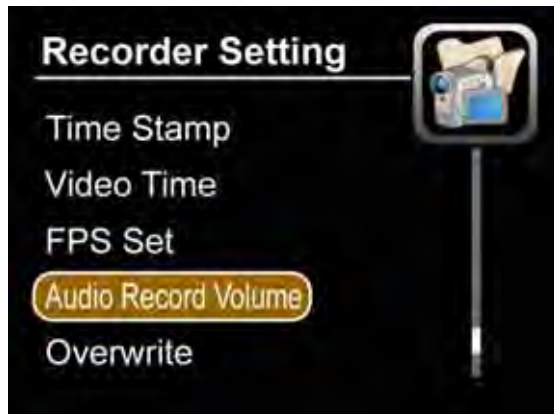 Recorder Setting
Time Stamp
Video Time
FPS Set
Audio Record Volume
Overwrite